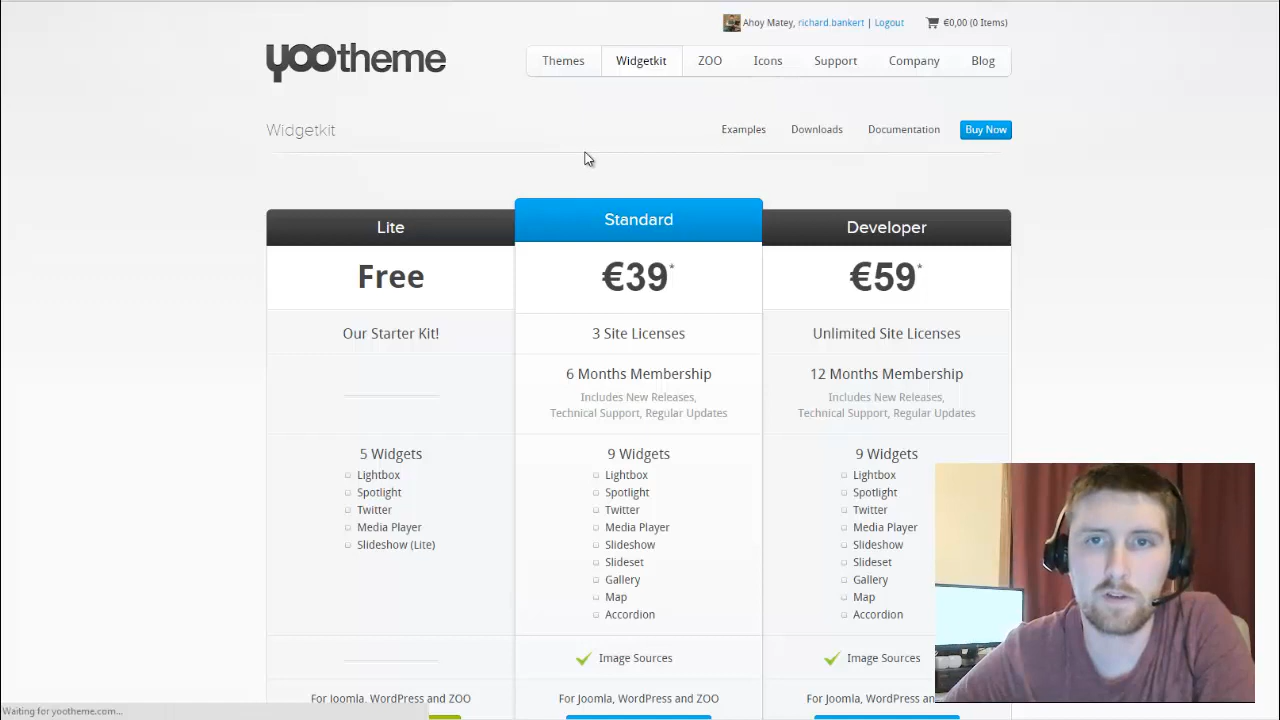 Ahoy Matey, richard.bankert | Logout €0,00 (0 Items)
yootheme
Themes Widgetkit ZOO Icons Support Company Blog
Widgetkit Examples Downloads Documentation Buy Now
Lite Standard Developer
Free €39* €59*
Our Starter Kit! 3 Site Licenses Unlimited Site Licenses
6 Months Membership 12 Months Membership
Includes New Releases, Includes New Releases,
Technical Support, Regular Updates Technical Support, Regular Updates
5 Widgets 9 Widgets 9 Widgets
Lightbox Lightbox Lightbox
Spotlight Spotlight Spotlight
Twitter Twitter Twitter
Media Player Media Player Media Player
Slideshow (Lite) Slideshow Slideshow
Slideset Slideset
Gallery Gallery
Map Map
Accordion Accordion
Image Sources Image Sources
For Joomla, WordPress and ZOO For Joomla, WordPress and ZOO For Joomla, WordPress and ZOO
Waiting for yootheme.com...